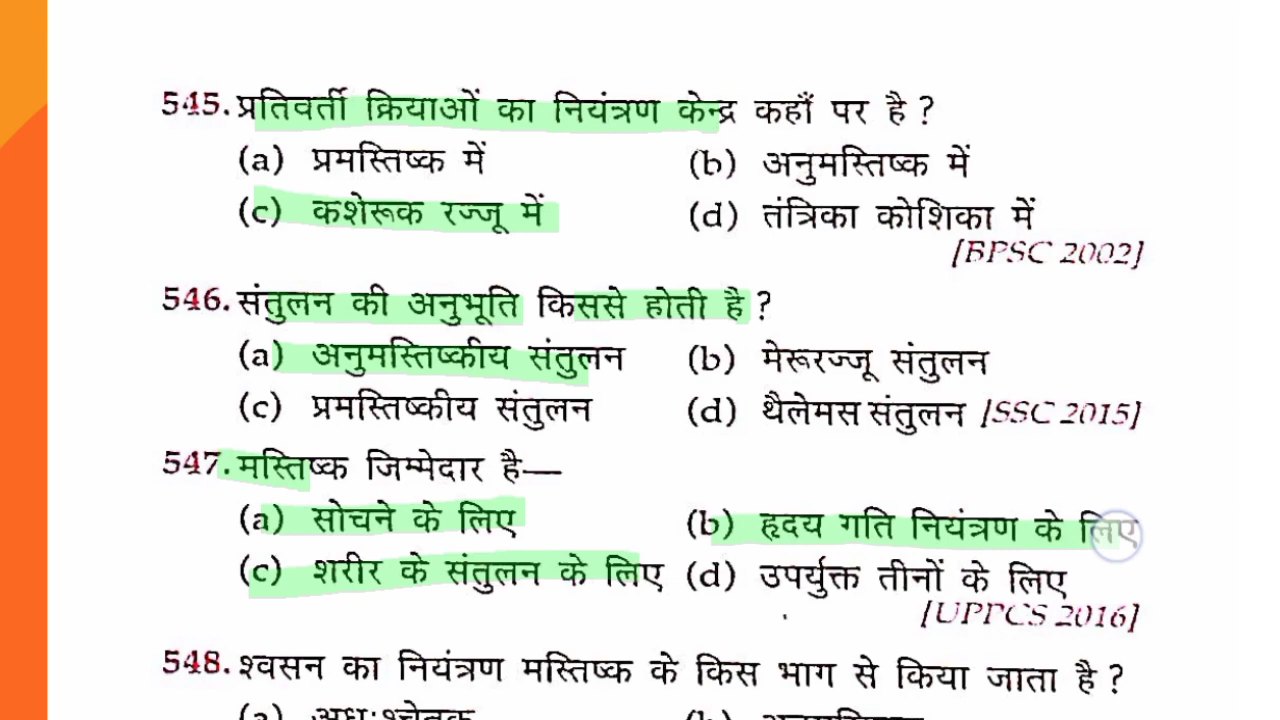 545. प्रतिवर्ती क्रियाओं का नियंत्रण केन्द्र कहाँ पर है ?
(a) प्रमस्तिष्क में (b) अनुमस्तिष्क में
(c) कशेरूक रज्जू में (d) तंत्रिका कोशिका में
[BPSC 2002]
546. संतुलन की अनुभूति किससे होती है ?
(a) अनुमस्तिष्कीय संतुलन (b) मेरूरज्जू संतुलन
(c) प्रमस्तिष्कीय संतुलन (d) थैलेमस संतुलन [SSC 2015]
547. मस्तिष्क जिम्मेदार है—
(a) सोचने के लिए (b) हृदय गति नियंत्रण के लिए
(c) शरीर के संतुलन के लिए (d) उपर्युक्त तीनों के लिए
[UPPCS 2016]
548. श्वसन का नियंत्रण मस्तिष्क के किस भाग से किया जाता है ?
(a) (b)